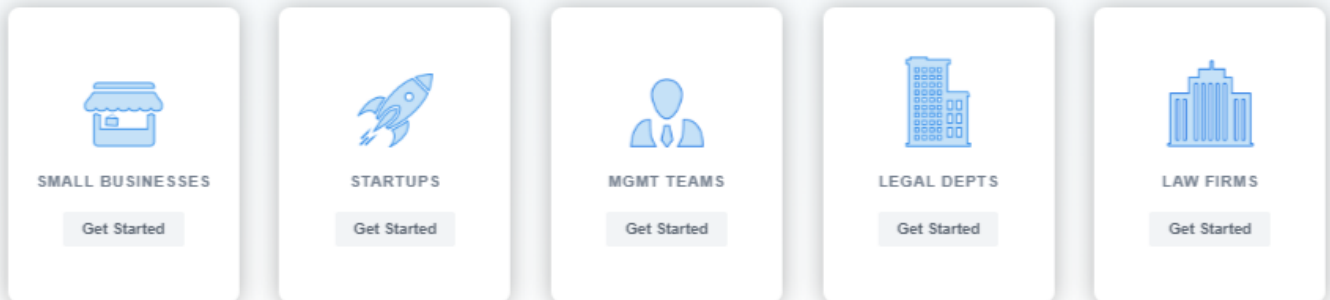 SMALL BUSINESSES
Get Started
STARTUPS
Get Started
MGMT TEAMS
Get Started
LEGAL DEPTS
Get Started
LAW FIRMS
Get Started